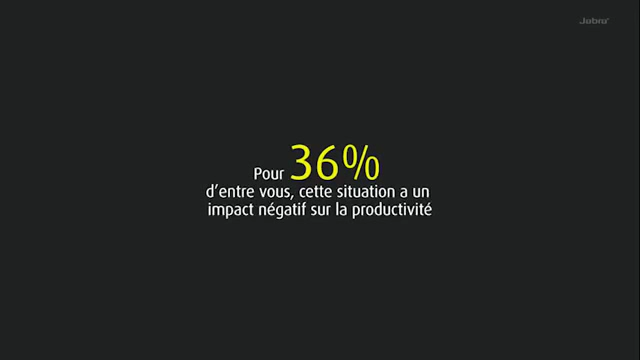 Jabra
Pour 36%
d'entre vous, cette situation a un
impact négatif sur la productivité